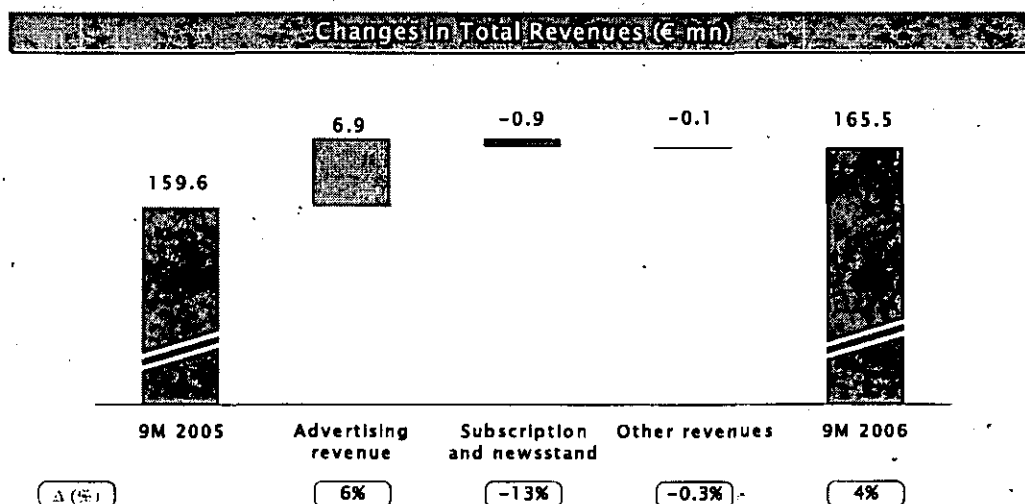 Changes in Total Revenues (€ mn)
159.6
6.9
-0.9
-0.1
165.5
9M 2005
Advertising
revenue
Subscription
and newsstand
Other revenues
9M 2006
Δ (%)
6%
-13%
-0.3%
4%